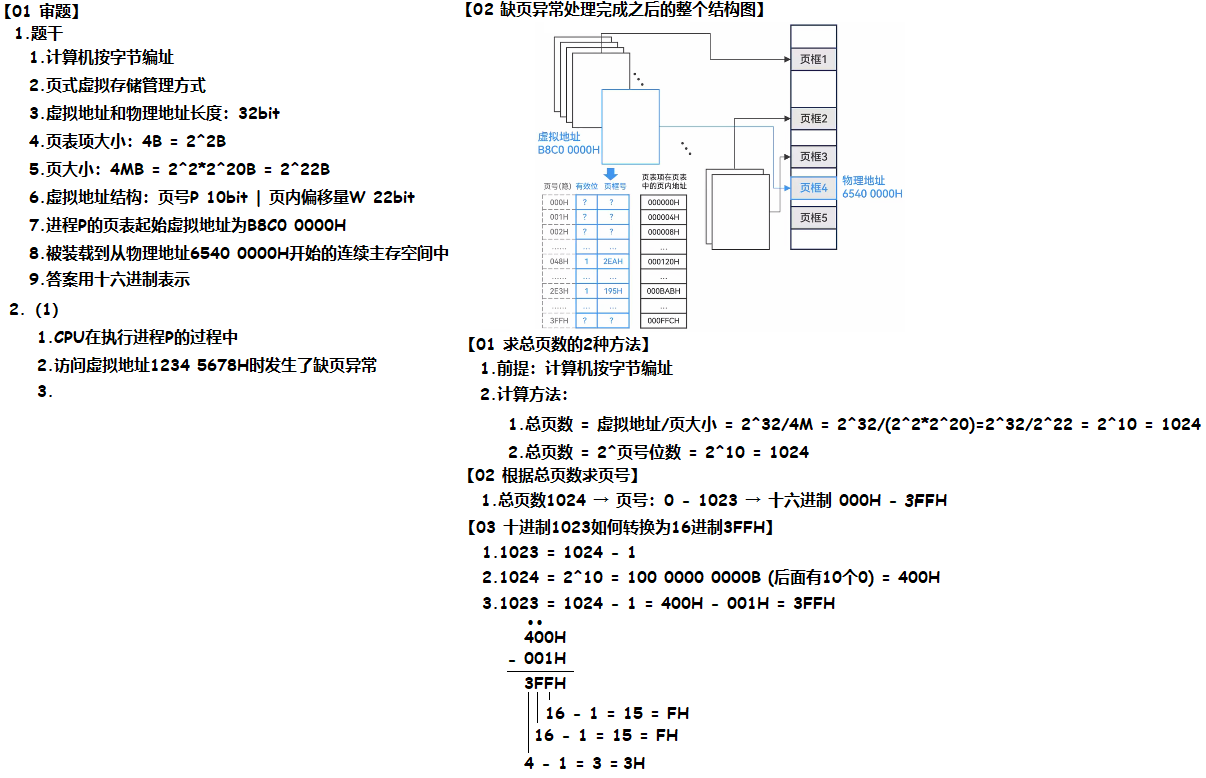 【01 审题】
1.题干
1.计算机按字节编址
2.页式虚拟存储管理方式
3.虚拟地址和物理地址长度：32bit
4.页表项大小：4B = 2^2B
5.页大小：4MB = 2^2*2^20B = 2^22B
6.虚拟地址结构：页号P 10bit | 页内偏移量W 22bit
7.进程P的页表起始虚拟地址为B8C0 0000H
8.被装载到从物理地址6540 0000H开始的连续主存空间中
9.答案用十六进制表示
2.（1）
1.CPU在执行进程P的过程中
2.访问虚拟地址1234 5678H时发生了缺页异常
3.
【02 缺页异常处理完成之后的整个结构图】
页框1
页框2
页框3
页框4
页框5
物理地址
6540 0000H
虚拟地址
B8C0 0000H
页号(隐) 有效位 页框号
页表项在页表
中的页内地址
000H ? ? 000000H
001H ? ? 000004H
002H ? ? 000008H
...... ... ... ...
048H 1 2EAH 000120H
...... ... ... ...
2E3H 1 195H 000BABH
...... ... ... ...
3FFH ? ? 000FFCH
【01 求总页数的2种方法】
1.前提：计算机按字节编址
2.计算方法：
1.总页数 = 虚拟地址/页大小 = 2^32/4M = 2^32/(2^2*2^20)=2^32/2^22 = 2^10 = 1024
2.总页数 = 2^页号位数 = 2^10 = 1024
【02 根据总页数求页号】
1.总页数1024 → 页号：0 - 1023 → 十六进制 000H - 3FFH
【03 十进制1023如何转换为16进制3FFH】
1.1023 = 1024 - 1
2.1024 = 2^10 = 100 0000 0000B (后面有10个0) = 400H
3.1023 = 1024 - 1 = 400H - 001H = 3FFH
400H
- 001H
3FFH
16 - 1 = 15 = FH
16 - 1 = 15 = FH
4 - 1 = 3 = 3H